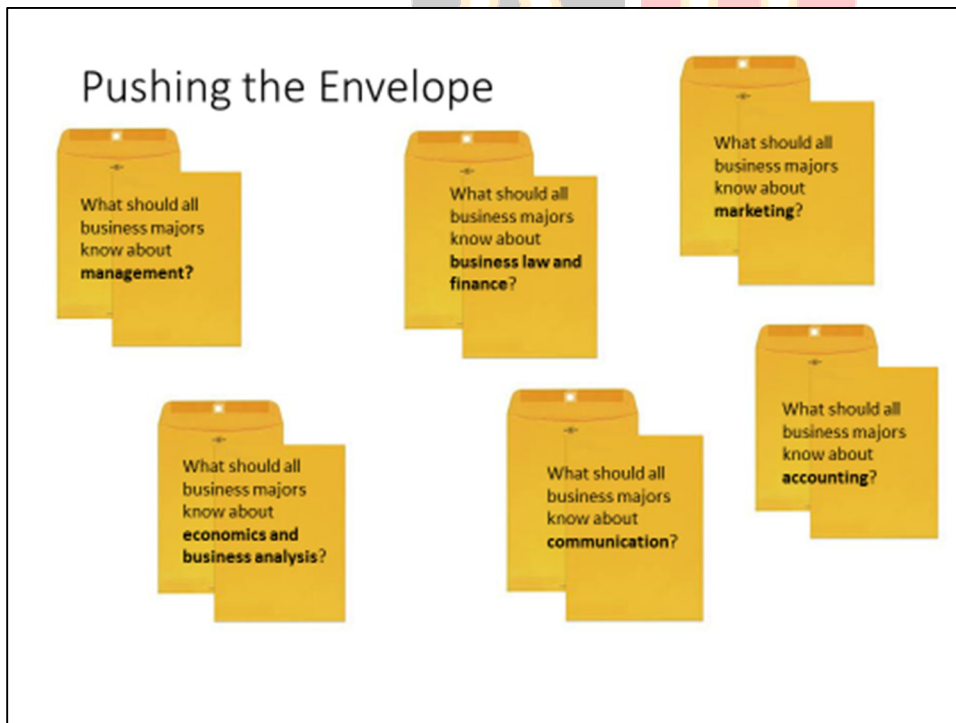 Pushing the Envelope
What should all
business majors
know about
management?
What should all
business majors
know about
business law and
finance?
What should all
business majors
know about
marketing?
What should all
business majors
know about
economics and
business analysis?
What should all
business majors
know about
communication?
What should all
business majors
know about
accounting?